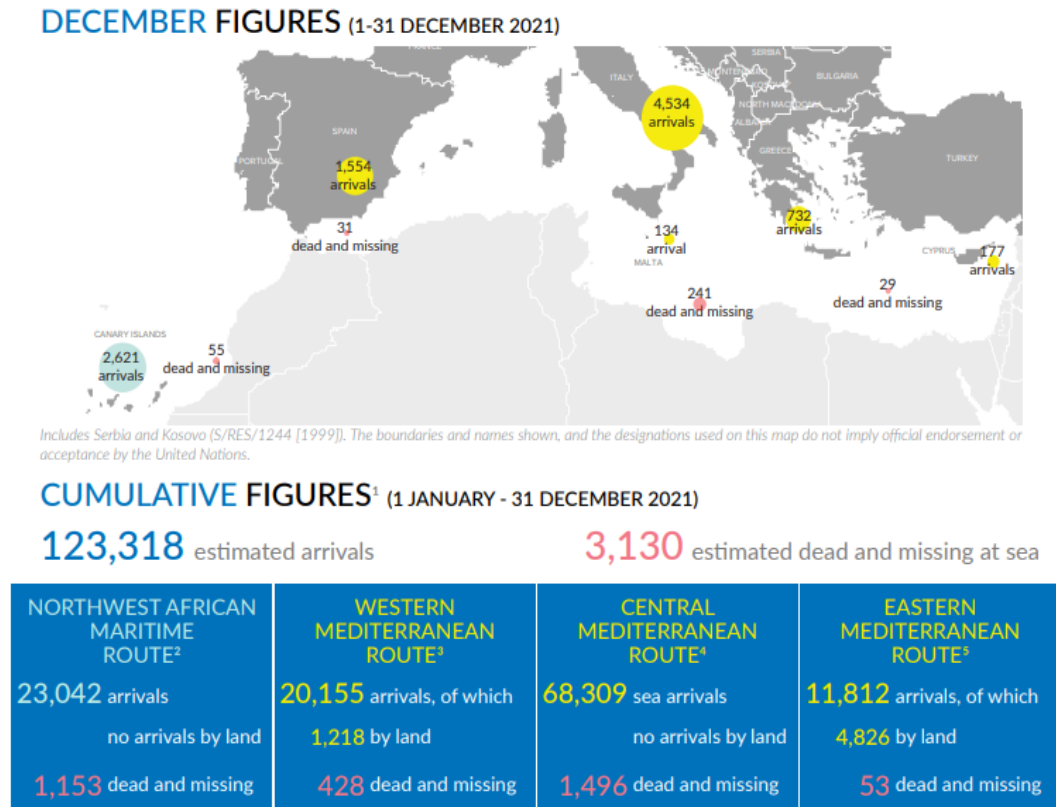 DECEMBER FIGURES (1-31 DECEMBER 2021)
FRANCE
SERBIA
ITALY
MONTENEGRO
BULGARIA
KOSOVO
4,534
arrivals
NORTH MACEDONIA
ALBANIA
SPAIN
GREECE
TURKEY
PORTUGAL
1,554
arrivals
732
arrivals
31
dead and missing
134
arrival
MALTA
CYPRUS
177
arrivals
241
dead and missing
29
dead and missing
CANARY ISLANDS
2,621
arrivals
55
dead and missing
Includes Serbia and Kosovo (S/RES/1244 [1999]). The boundaries and names shown, and the designations used on this map do not imply official endorsement or
acceptance by the United Nations.
CUMULATIVE FIGURES¹ (1 JANUARY - 31 DECEMBER 2021)
123,318 estimated arrivals
3,130 estimated dead and missing at sea
NORTHWEST AFRICAN
MARITIME
ROUTE²
23,042 arrivals
no arrivals by land
1,153 dead and missing
WESTERN
MEDITERRANEAN
ROUTE³
20,155 arrivals, of which
1,218 by land
428 dead and missing
CENTRAL
MEDITERRANEAN
ROUTE⁴
68,309 sea arrivals
no arrivals by land
1,496 dead and missing
EASTERN
MEDITERRANEAN
ROUTE⁵
11,812 arrivals, of which
4,826 by land
53 dead and missing